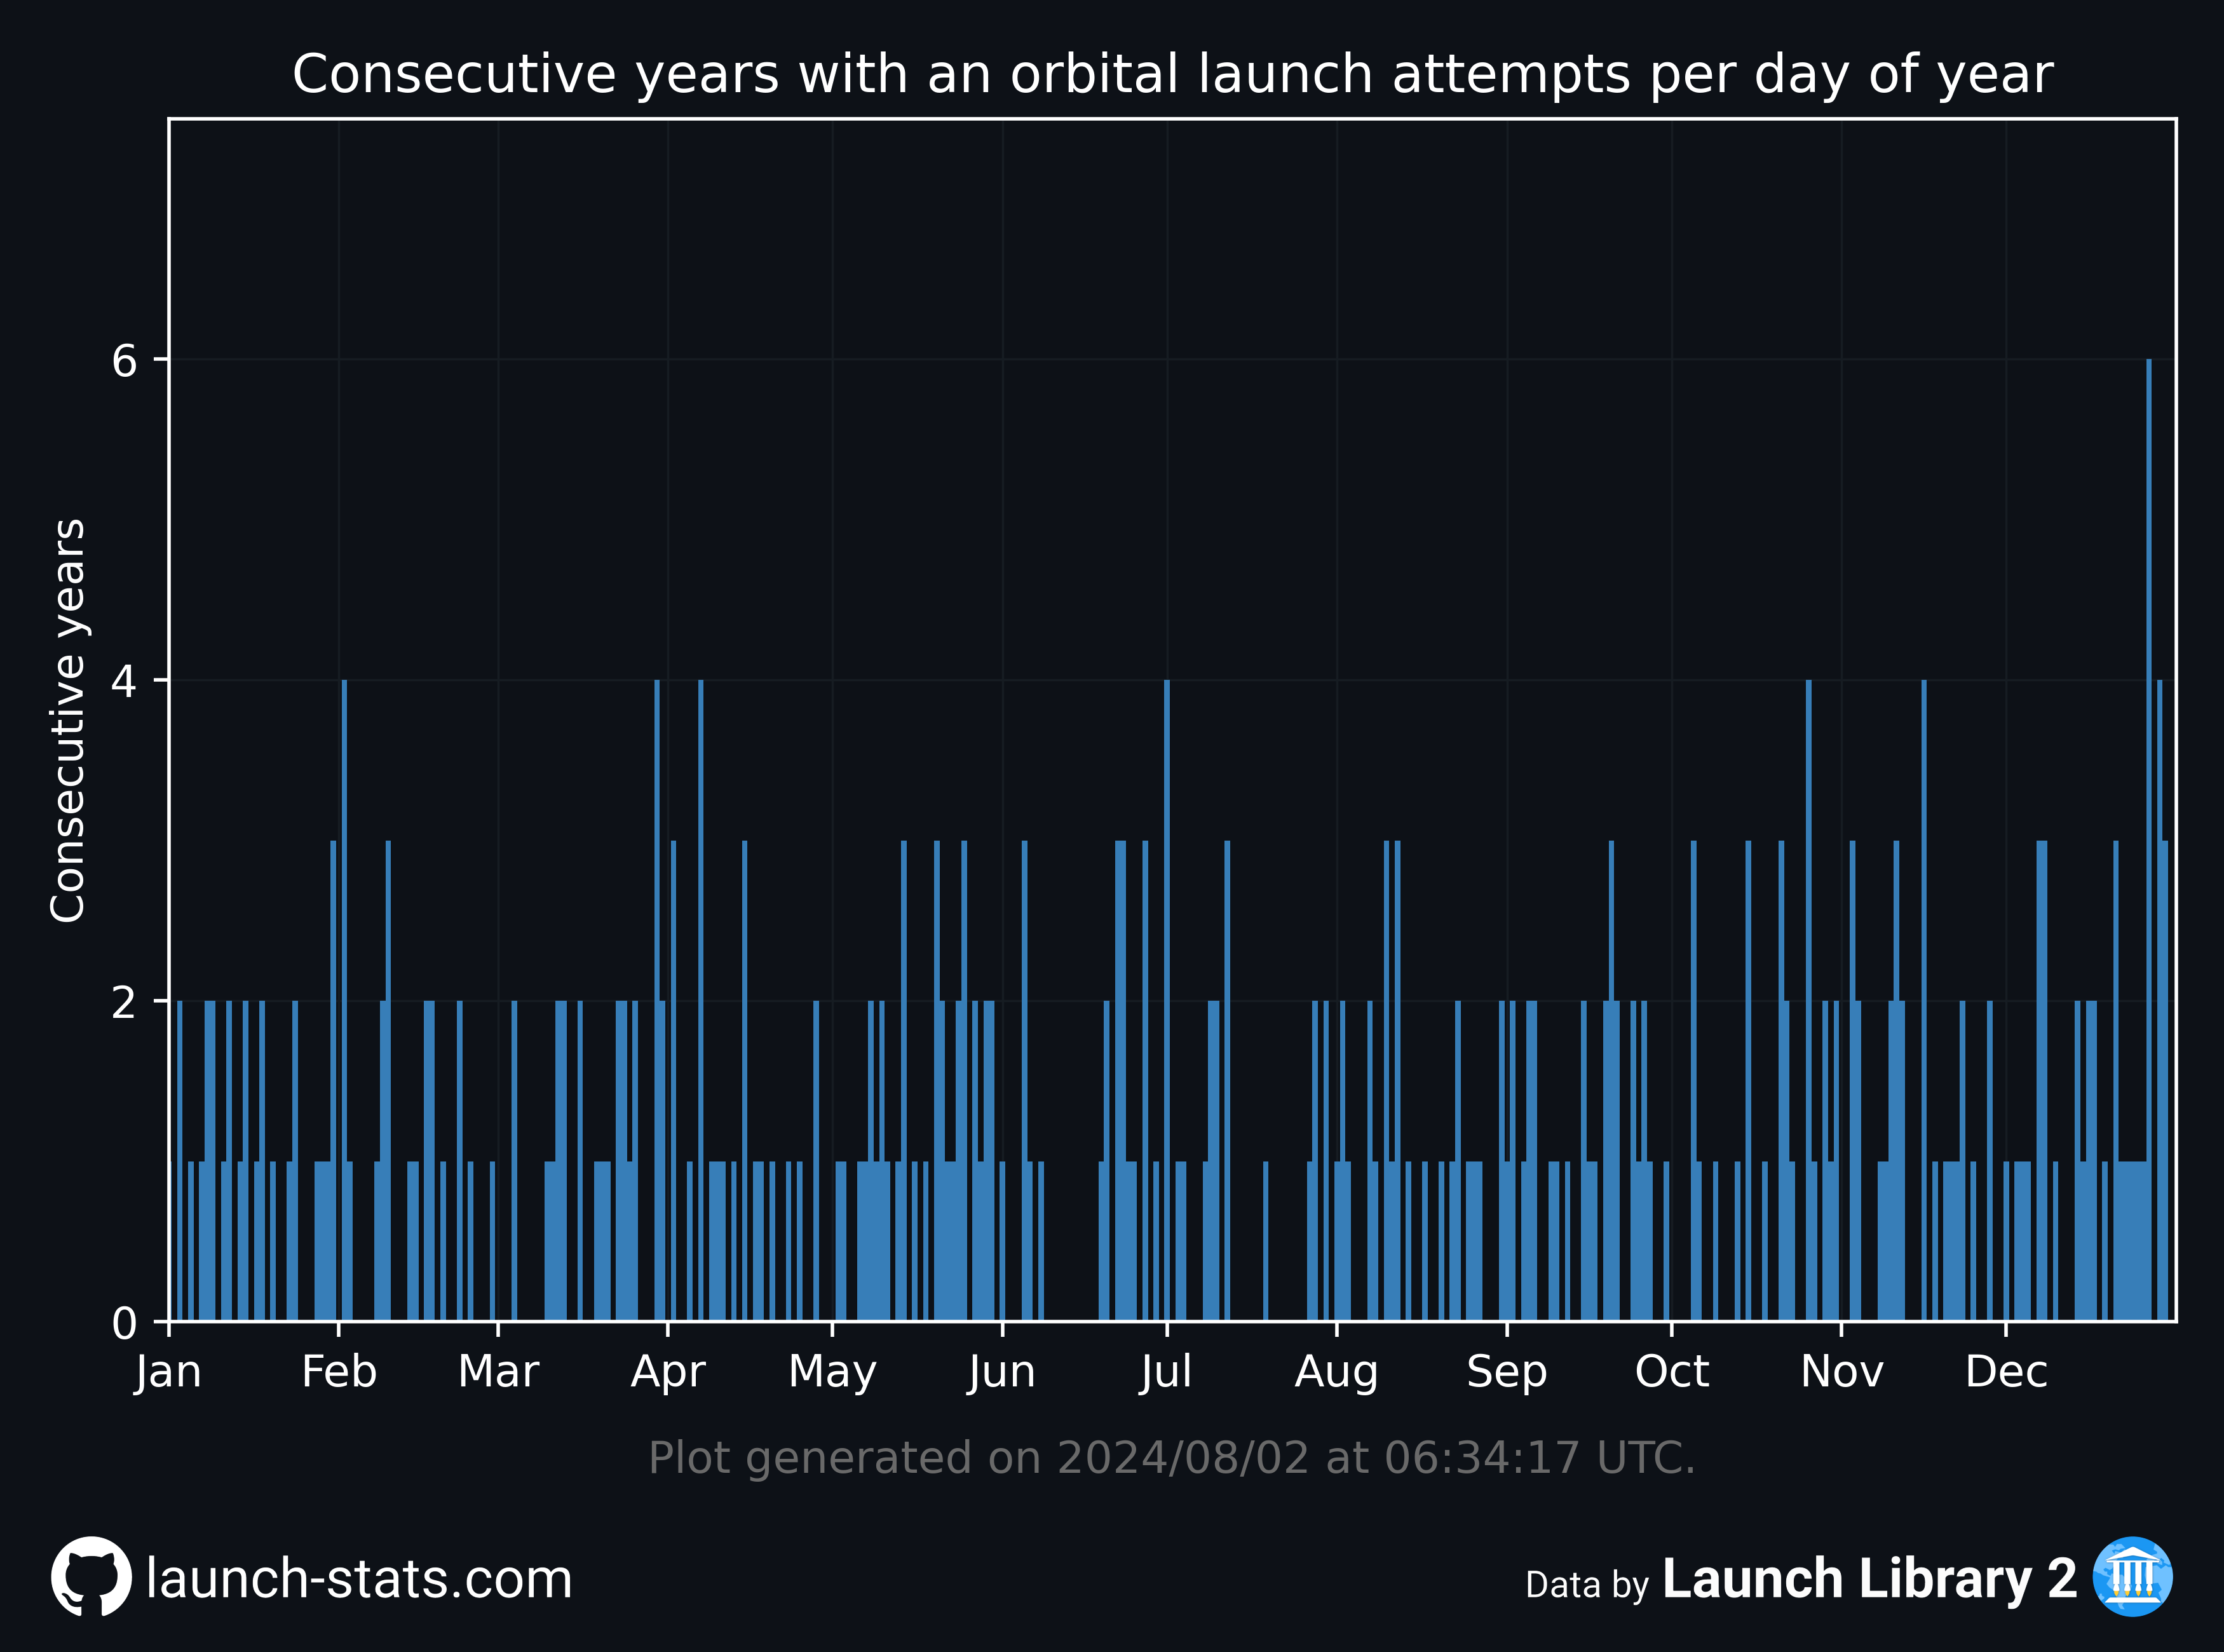 Consecutive years with an orbital launch attempts per day of year
Consecutive years
6
4
2
0
Jan Feb Mar Apr May Jun Jul Aug Sep Oct Nov Dec
Plot generated on 2024/08/02 at 06:34:17 UTC.
launch-stats.com
Data by Launch Library 2